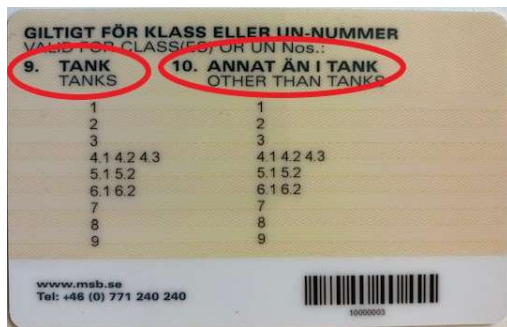 GILTIGT FÖR KLASS ELLER UN-NUMMER
VALID FOR CLASS(ES) OR UN Nos.:
9. TANK 10. ANNAT ÄN I TANK
TANKS OTHER THAN TANKS
1 1
2 2
3 3
4.1 4.2 4.3 4.1 4.2 4.3
5.1 5.2 5.1 5.2
6.1 6.2 6.1 6.2
7 7
8 8
9 9
www.msb.se
Tel: +46 (0) 771 240 240
10000003